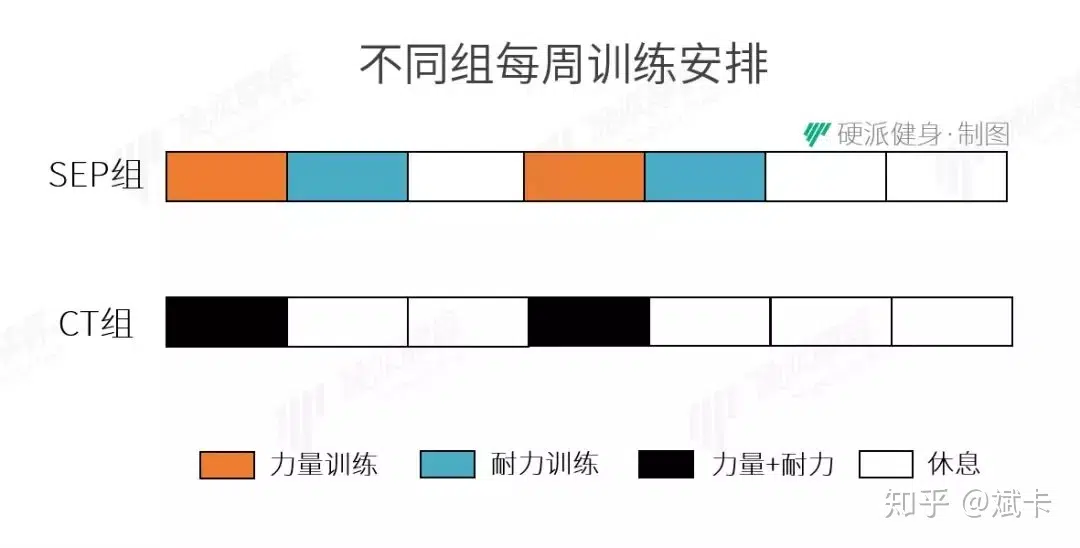 不同组每周训练安排
硬派健身·制图
SEP组
CT组
力量训练 耐力训练 力量+耐力 休息
知乎 @斌卡